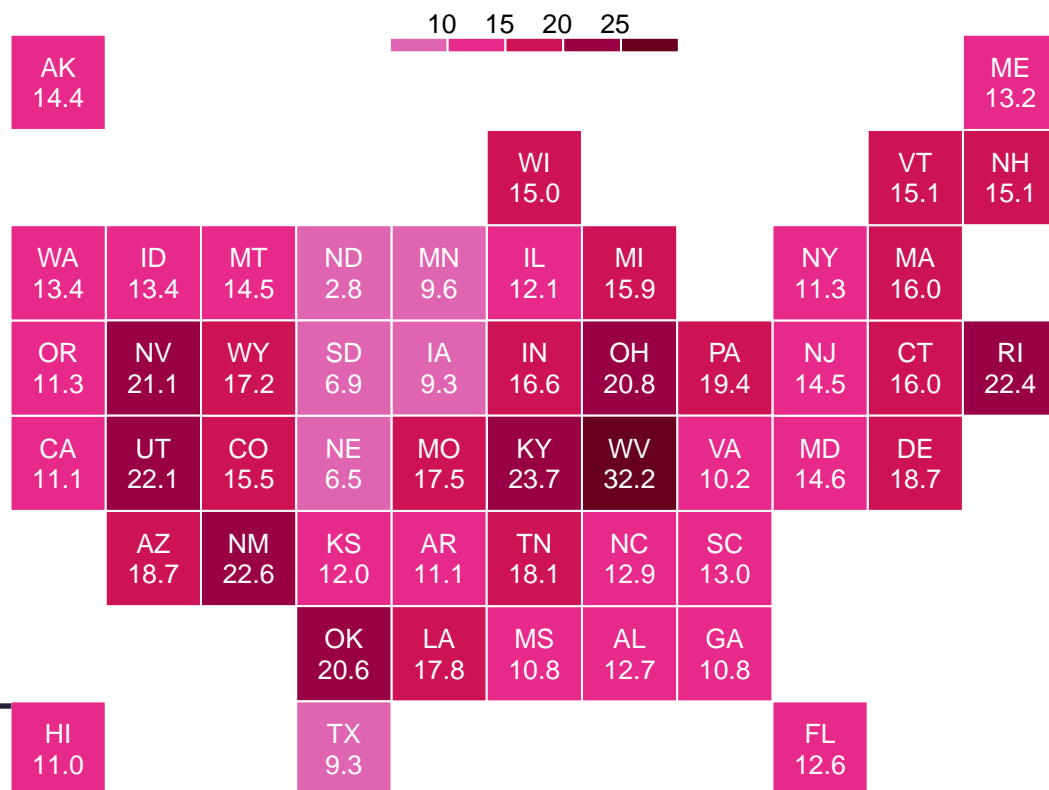 10 15 20 25
AK
14.4
ME
13.2
WI
15.0
VT
15.1
NH
15.1
WA
13.4
ID
13.4
MT
14.5
ND
2.8
MN
9.6
IL
12.1
MI
15.9
NY
11.3
MA
16.0
OR
11.3
NV
21.1
WY
17.2
SD
6.9
IA
9.3
IN
16.6
OH
20.8
PA
19.4
NJ
14.5
CT
16.0
RI
22.4
CA
11.1
UT
22.1
CO
15.5
NE
6.5
MO
17.5
KY
23.7
WV
32.2
VA
10.2
MD
14.6
DE
18.7
AZ
18.7
NM
22.6
KS
12.0
AR
11.1
TN
18.1
NC
12.9
SC
13.0
OK
20.6
LA
17.8
MS
10.8
AL
12.7
GA
10.8
HI
11.0
TX
9.3
FL
12.6